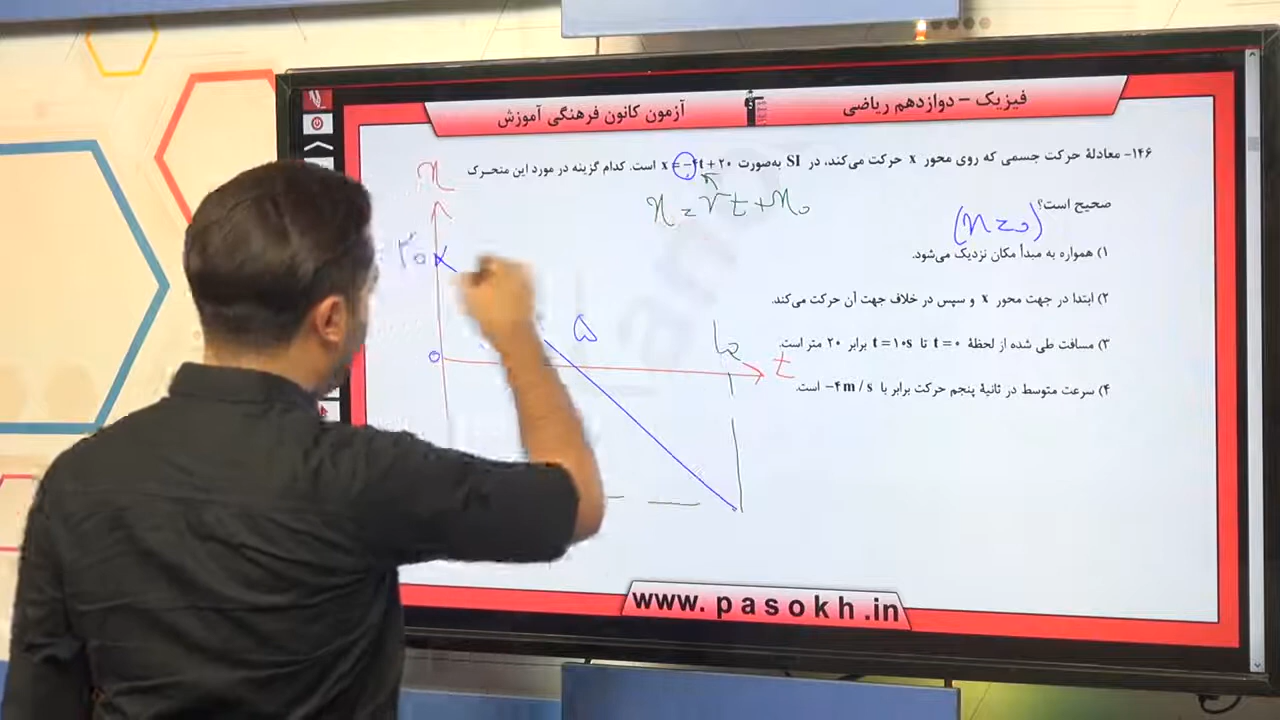 فیزیک – دوازدهم ریاضی
آزمون کانون فرهنگی آموزش
۱۴۶- معادلهٔ حرکت جسمی که روی محور x حرکت می‌کند، در SI به‌صورت x = −۴t + ۲۰ است. کدام گزینه در مورد این متحرک
صحیح است؟
x = vt + x₀
(x = 0)
۱) همواره به مبدأ مکان نزدیک می‌شود.
۲) ابتدا در جهت محور x و سپس در خلاف جهت آن حرکت می‌کند.
۳) مسافت طی شده از لحظهٔ t = ۰ تا t = ۱۰s برابر ۲۰ متر است.
۴) سرعت متوسط در ثانیهٔ پنجم حرکت برابر با −۴m / s است.
x
۲۰
۰
۵
۱۰
t
www.pasokh.in